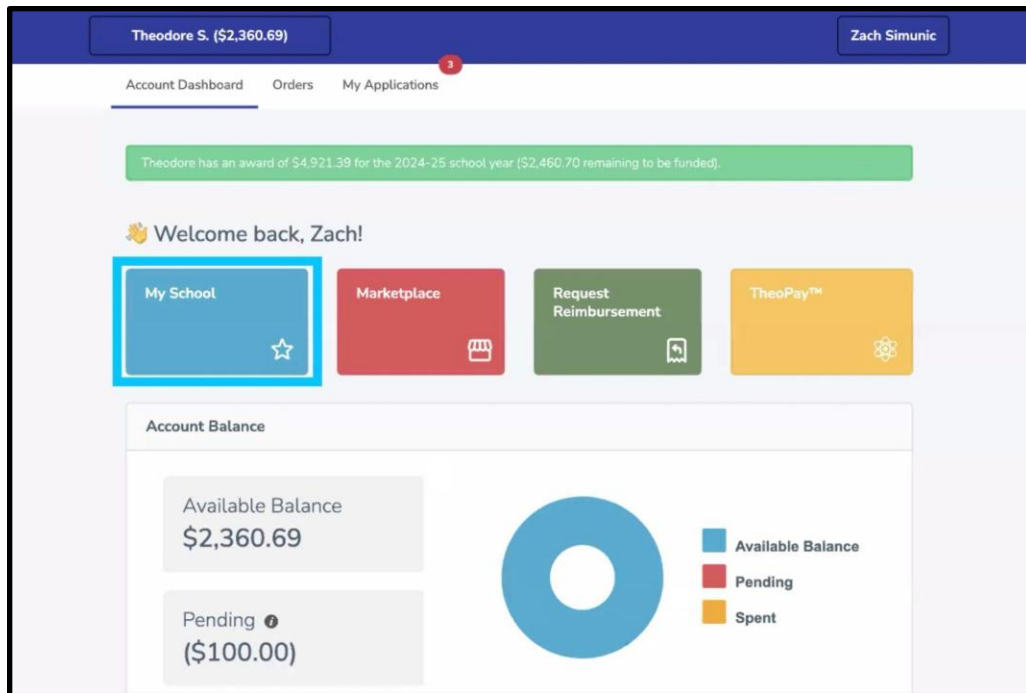 Theodore S. ($2,360.69)
Zach Simunic
3
Account Dashboard Orders My Applications
Theodore has an award of $4,921.39 for the 2024-25 school year ($2,460.70 remaining to be funded).
👋 Welcome back, Zach!
My School
Marketplace
Request
Reimbursement
TheoPay™
Account Balance
Available Balance
$2,360.69
Pending
($100.00)
Available Balance
Pending
Spent